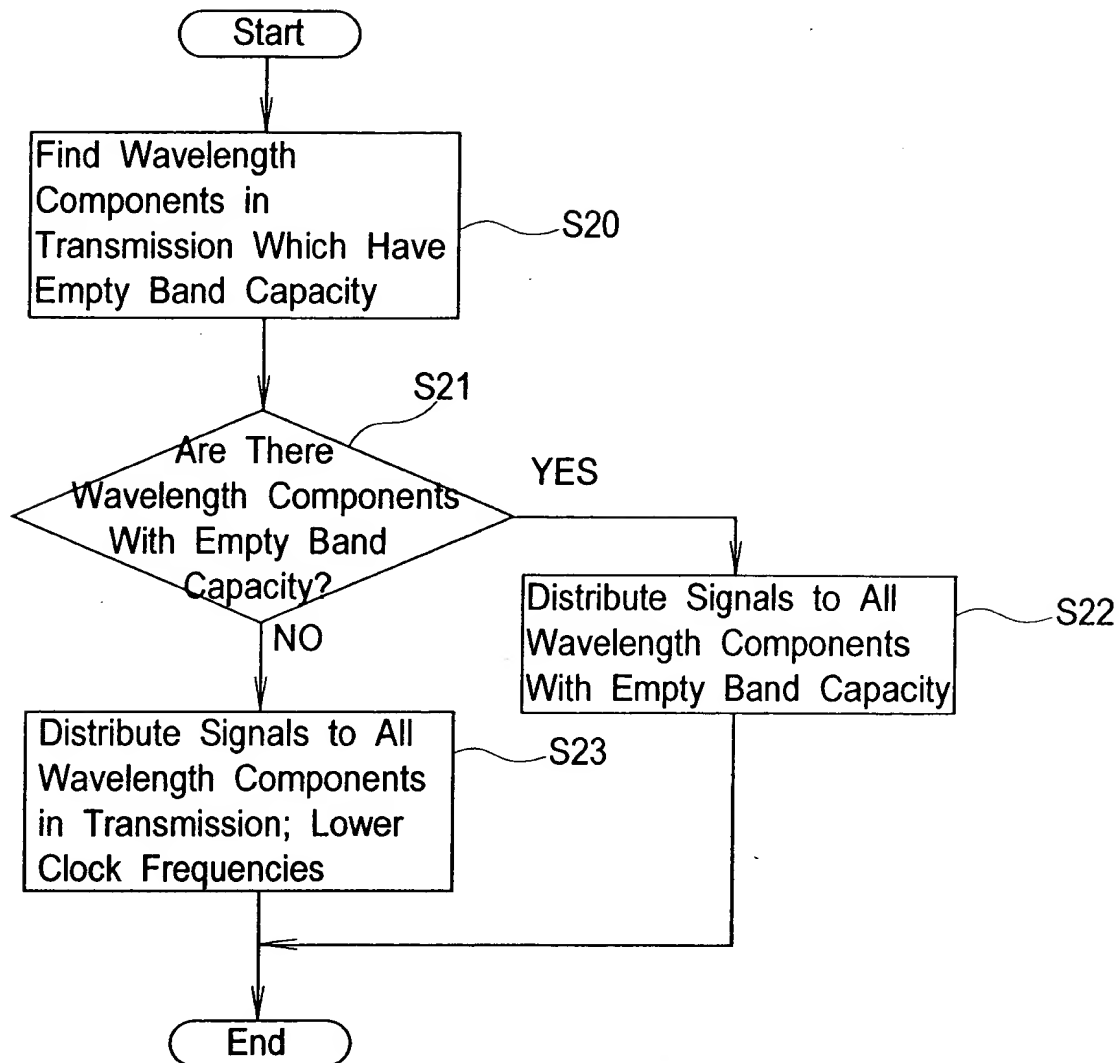 Start
Find Wavelength
Components in
Transmission Which Have
Empty Band Capacity
S20
S21
Are There
Wavelength Components
With Empty Band
Capacity?
YES
NO
Distribute Signals to All
Wavelength Components
With Empty Band Capacity
S22
Distribute Signals to All
Wavelength Components
in Transmission; Lower
Clock Frequencies
S23
End